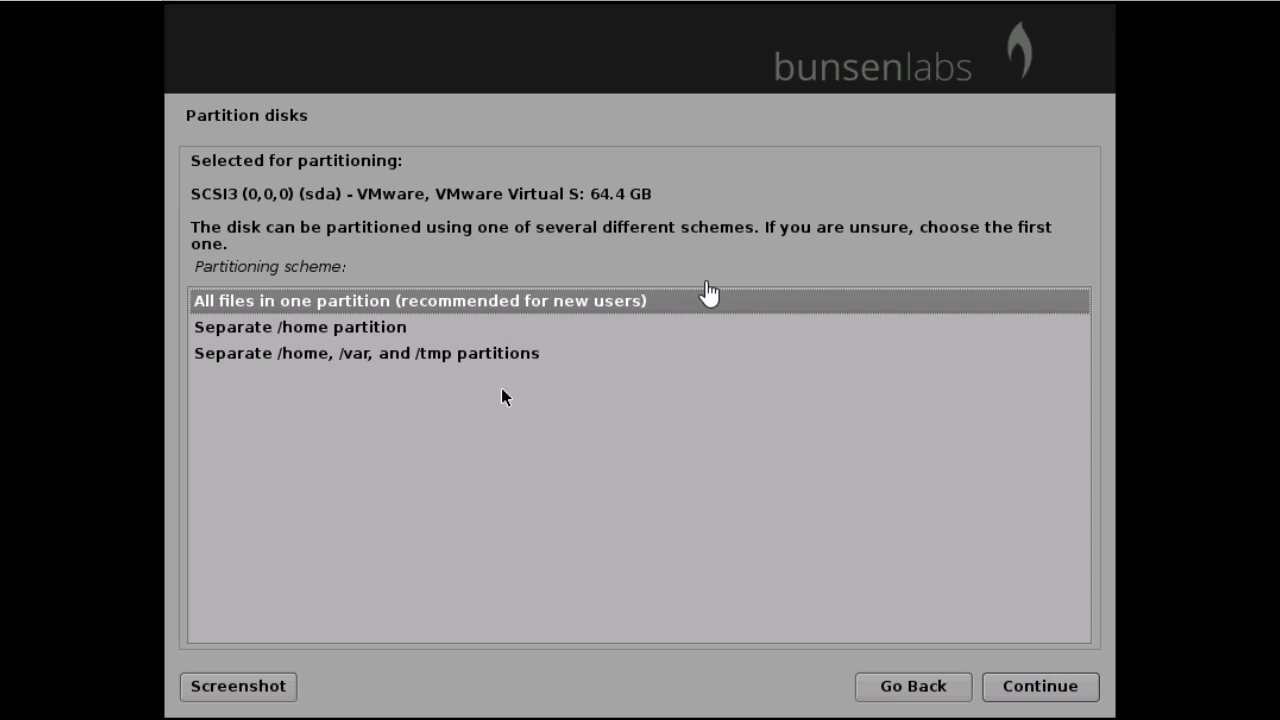 bunsenlabs
Partition disks
Selected for partitioning:
SCSI3 (0,0,0) (sda) - VMware, VMware Virtual S: 64.4 GB
The disk can be partitioned using one of several different schemes. If you are unsure, choose the first
one.
Partitioning scheme:
All files in one partition (recommended for new users)
Separate /home partition
Separate /home, /var, and /tmp partitions
Screenshot
Go Back
Continue